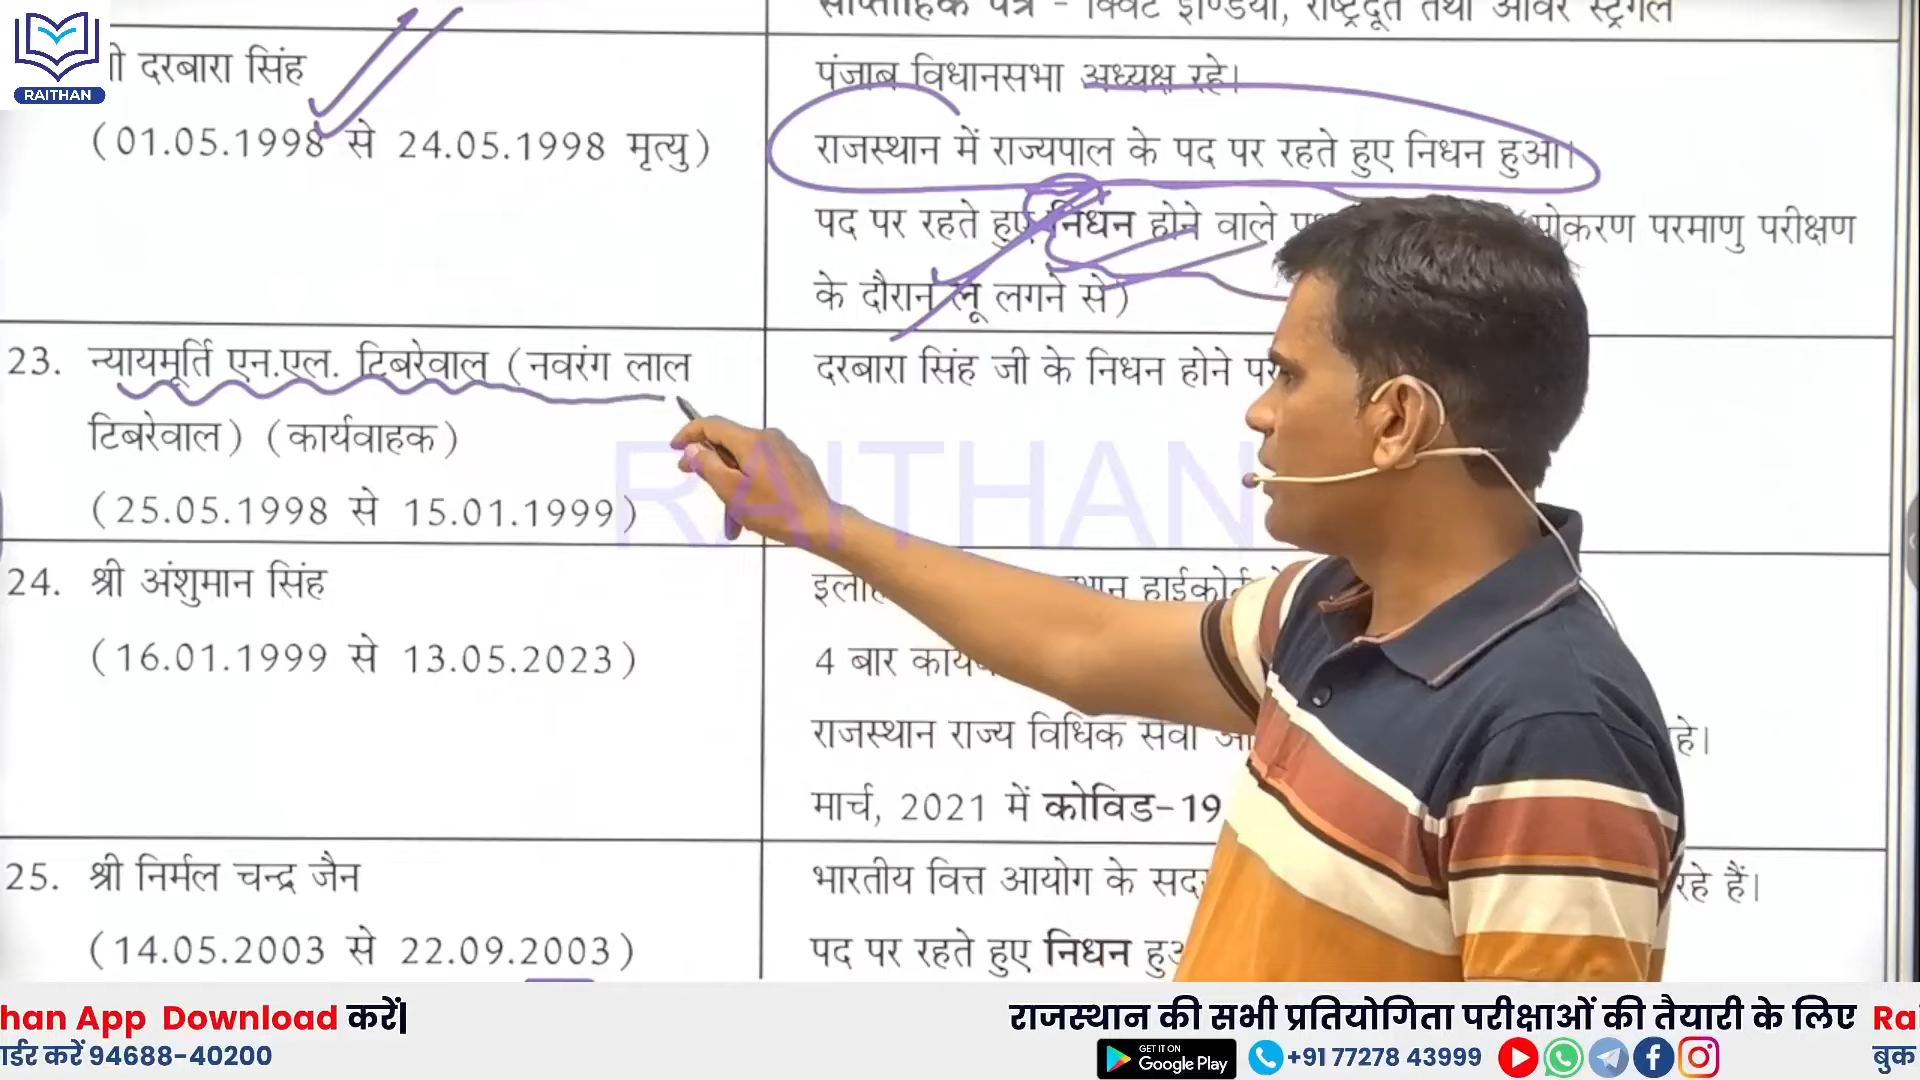 साप्ताहिक पत्र - क्विट इण्डिया, राष्ट्रदूत तथा आवर स्ट्रगल
RAITHAN
दरबारा सिंह
(01.05.1998 से 24.05.1998 मृत्यु)
पंजाब विधानसभा अध्यक्ष रहे।
राजस्थान में राज्यपाल के पद पर रहते हुए निधन हुआ।
पद पर रहते हुए निधन होने वाले पोकरण परमाणु परीक्षण
के दौरान लू लगने से)
23. न्यायमूर्ति एन.एल. टिबरेवाल (नवरंग लाल
टिबरेवाल) (कार्यवाहक)
(25.05.1998 से 15.01.1999)
दरबारा सिंह जी के निधन होने पर
RAITHAN
24. श्री अंशुमान सिंह
(16.01.1999 से 13.05.2023)
हाईकोर्ट
4 बार
राजस्थान राज्य विधिक सेवा रहे।
मार्च, 2021 में कोविड-19
25. श्री निर्मल चन्द्र जैन
(14.05.2003 से 22.09.2003)
भारतीय वित्त आयोग के रहे हैं।
पद पर रहते हुए निधन
han App Download करें|
राजस्थान की सभी प्रतियोगिता परीक्षाओं की तैयारी के लिए Ra
र्डर करें 94688-40200
GET IT ON
Google Play
+91 77278 43999
बुक